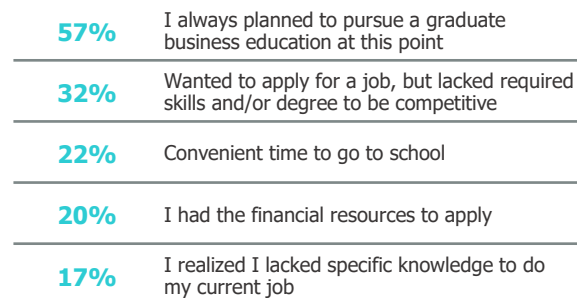 57%
I always planned to pursue a graduate
business education at this point
32%
Wanted to apply for a job, but lacked required
skills and/or degree to be competitive
22%
Convenient time to go to school
20%
I had the financial resources to apply
17%
I realized I lacked specific knowledge to do
my current job